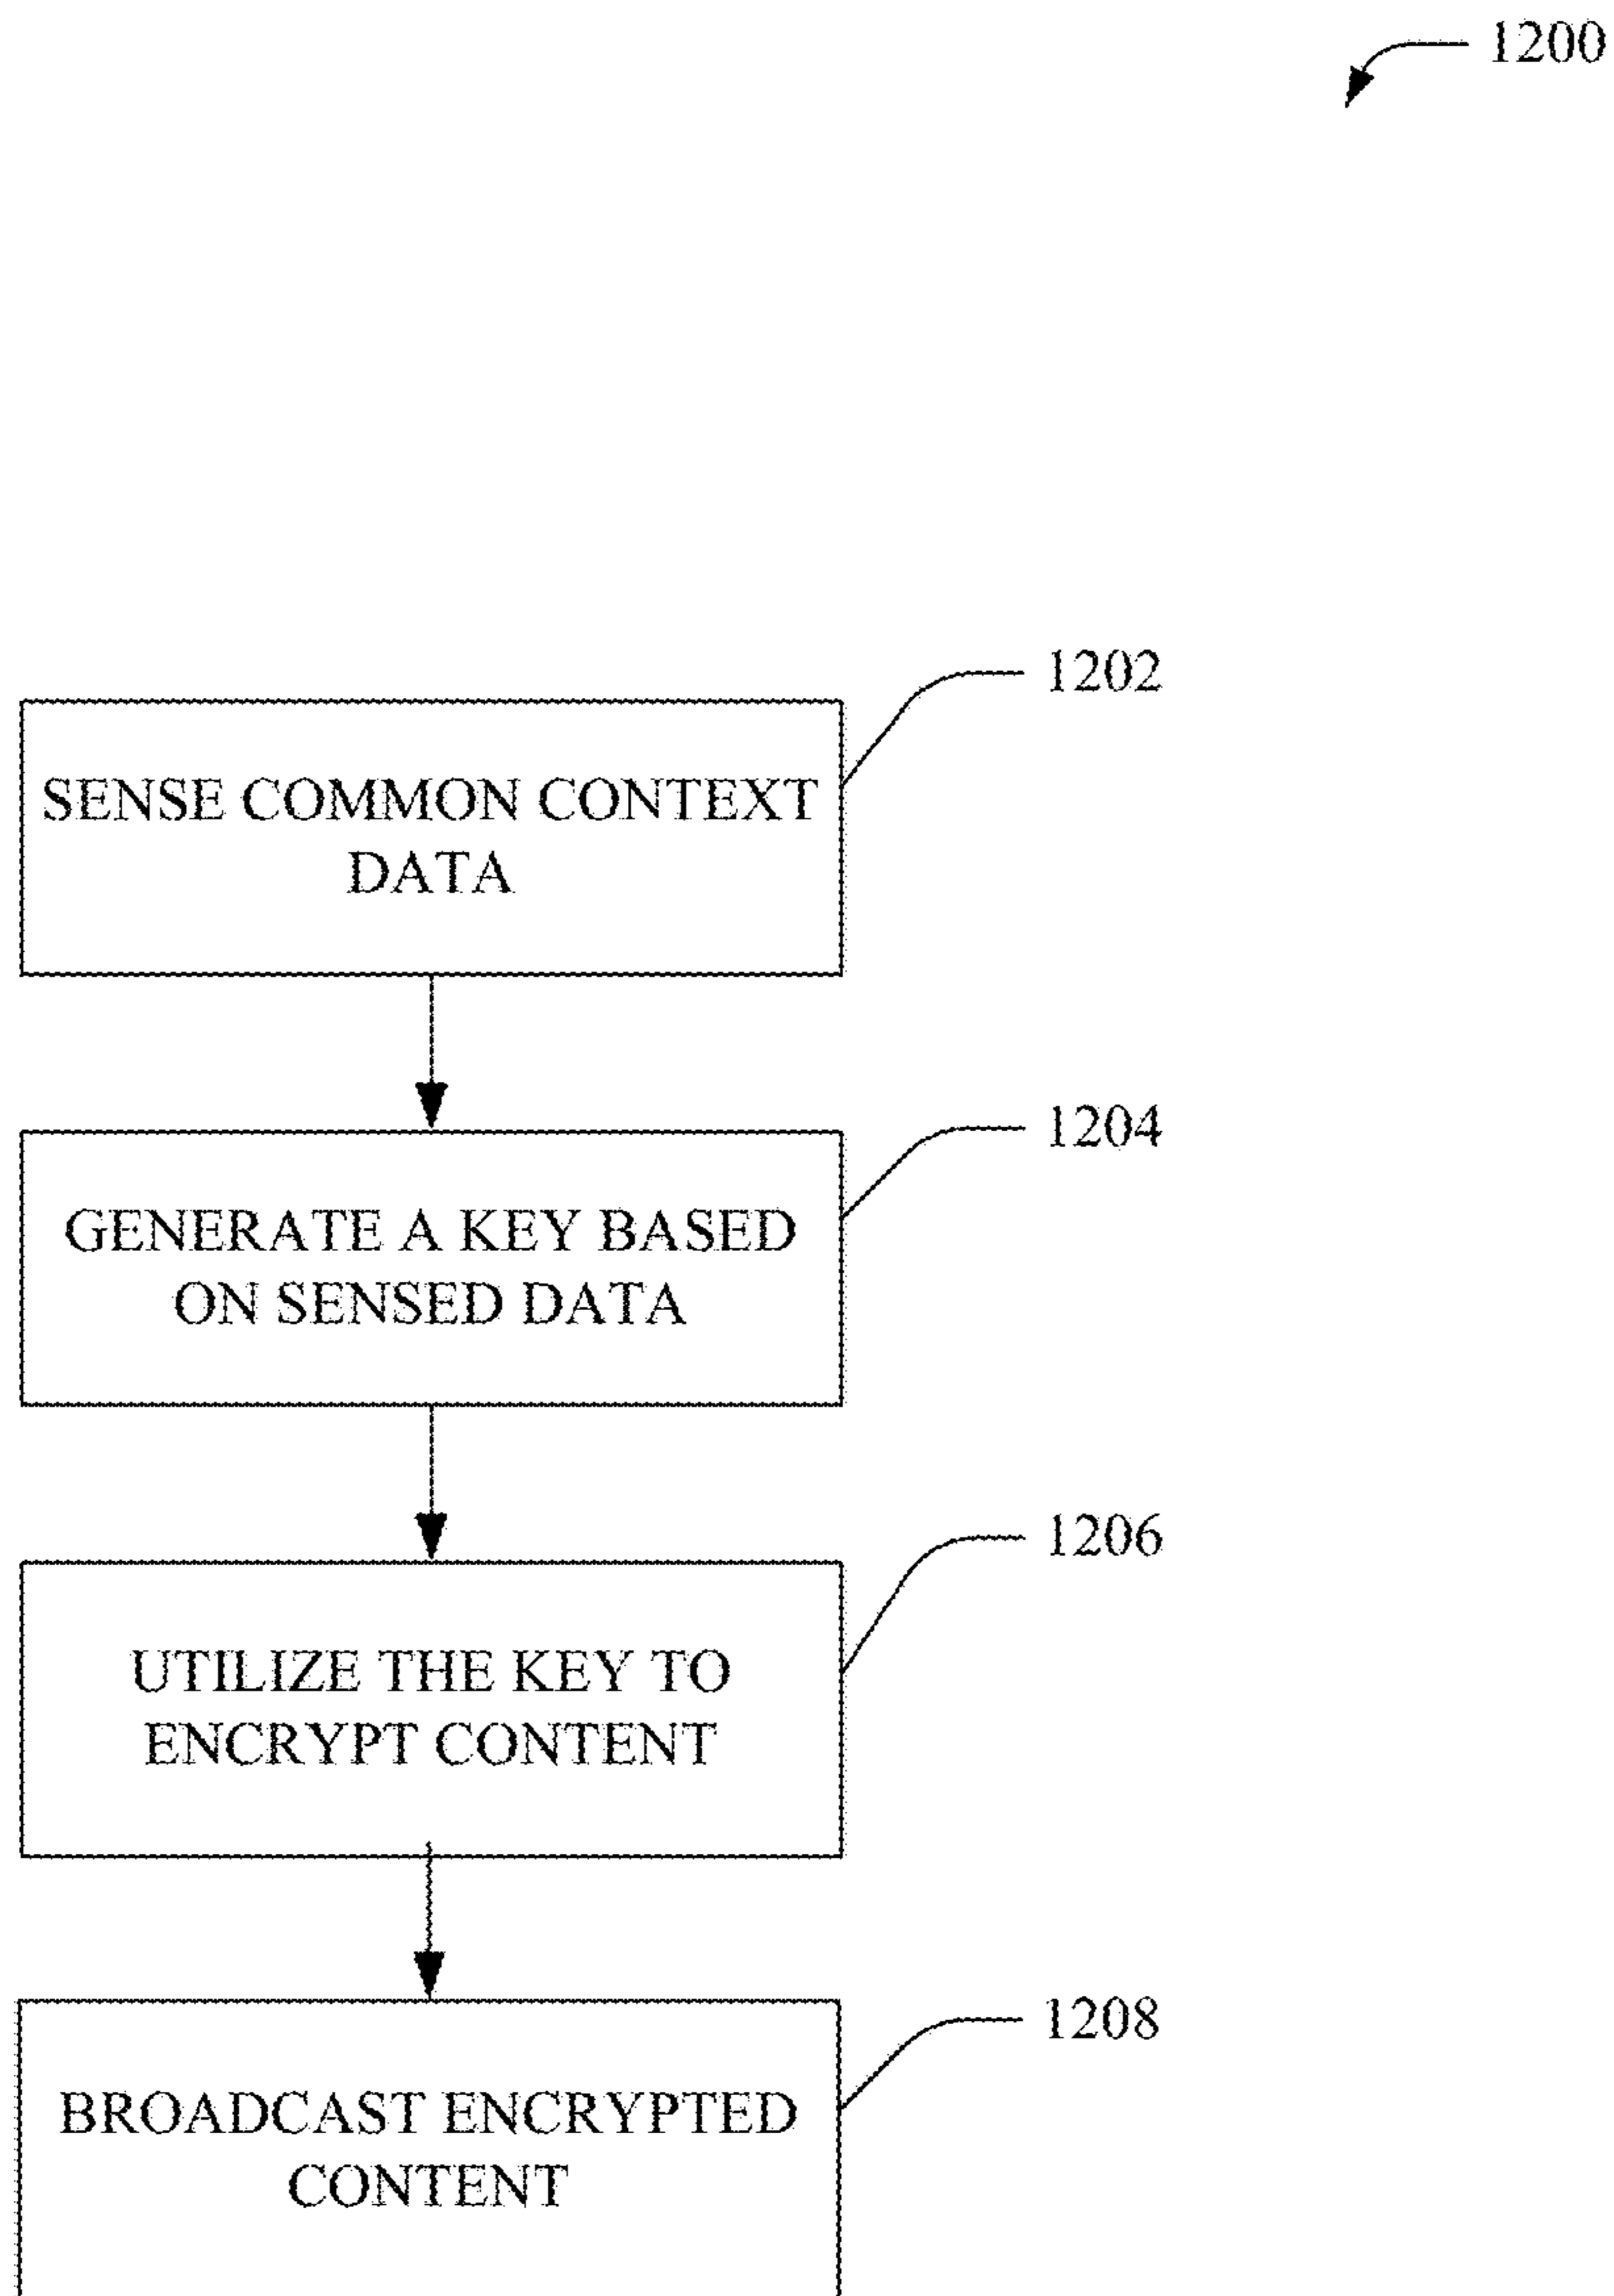 1200
1202
SENSE COMMON CONTEXT
DATA
1204
GENERATE A KEY BASED
ON SENSED DATA
1206
UTILIZE THE KEY TO
ENCRYPT CONTENT
1208
BROADCAST ENCRYPTED
CONTENT